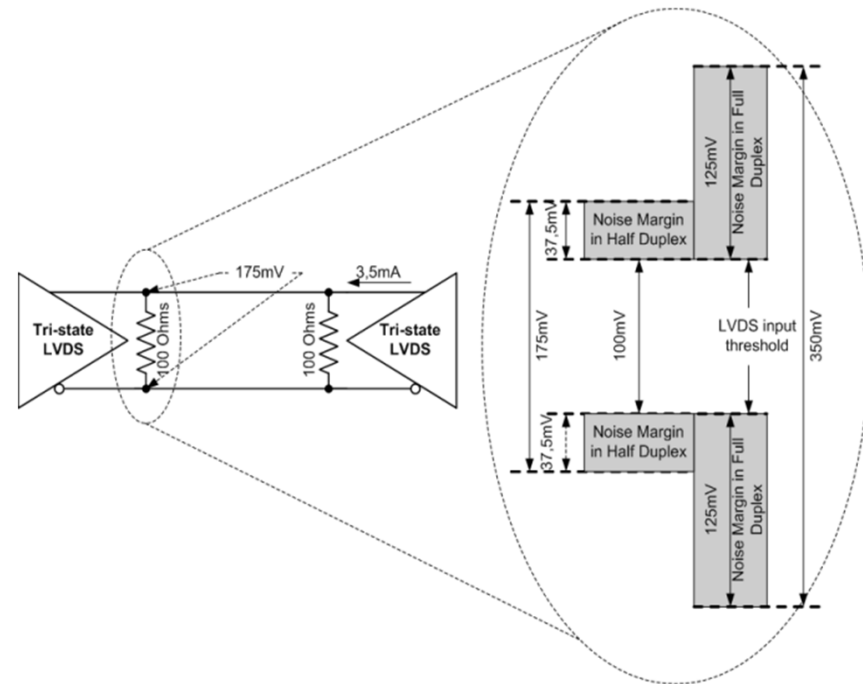 175mV
3,5mA
Tri-state
LVDS
100 Ohms
100 Ohms
Tri-state
LVDS
125mV
Noise Margin in Full
Duplex
37,5mV
Noise Margin
in Half Duplex
175mV
100mV
LVDS input
threshold
350mV
37,5mV
Noise Margin
in Half Duplex
125mV
Noise Margin in Full
Duplex